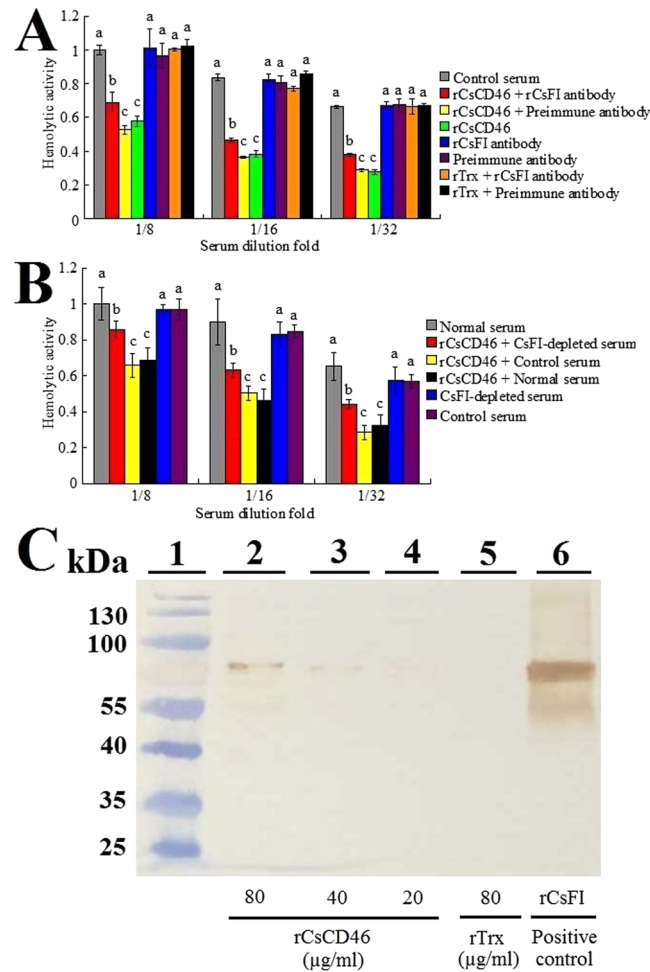 A
Hemolytic activity
1.2
1
0.8
0.6
0.4
0.2
0
a
b
c
c
a
a
a
a
a
b
c
c
a
a
a
a
a
b
c
c
a
a
a
a
1/8
1/16
1/32
Serum dilution fold
Control serum
rCsCD46 + rCsFI antibody
rCsCD46 + Preimmune antibody
rCsCD46
rCsFI antibody
Preimmune antibody
rTrx + rCsFI antibody
rTrx + Preimmune antibody
B
Hemolytic activity
1.2
1
0.8
0.6
0.4
0.2
0
a
b
c
c
a
a
a
b
c
c
a
a
a
b
c
c
a
a
1/8
1/16
1/32
Serum dilution fold
Normal serum
rCsCD46 + CsFI-depleted serum
rCsCD46 + Control serum
rCsCD46 + Normal serum
CsFI-depleted serum
Control serum
C
kDa
1
2
3
4
5
6
130
100
55
40
35
25
80
40
20
80
rCsFI
rCsCD46
(µg/ml)
rTrx
(µg/ml)
Positive
control